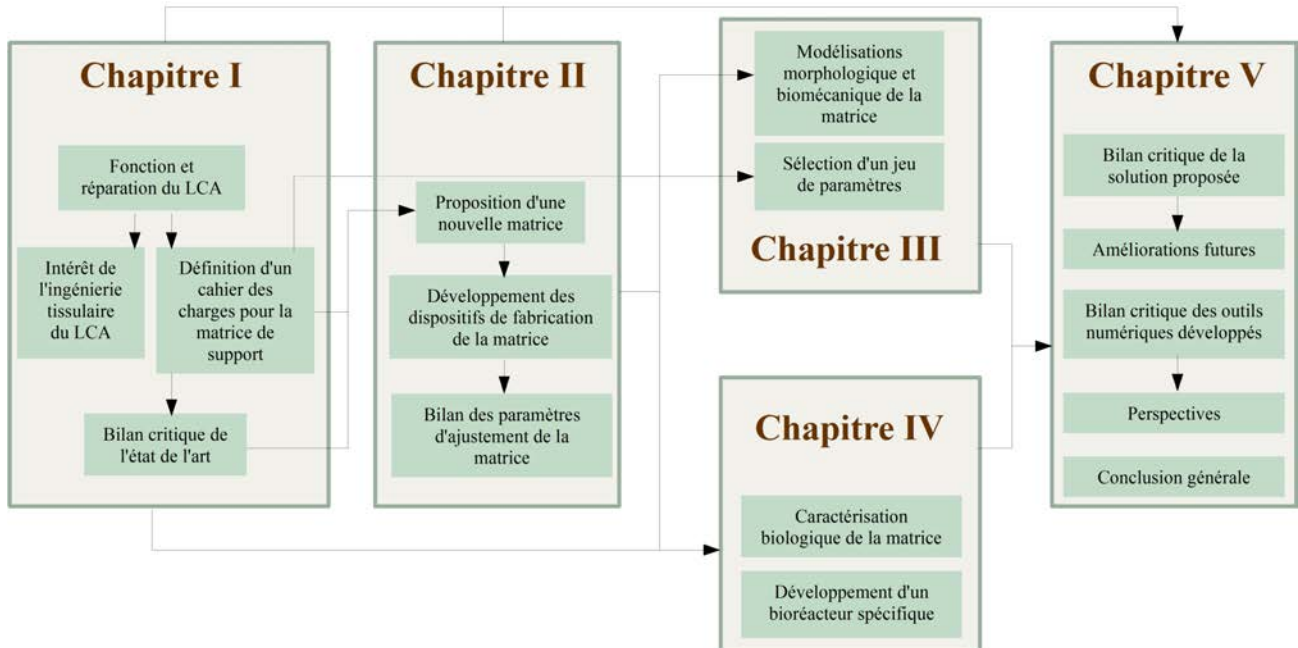 Chapitre I
Fonction et
réparation du LCA
Intérêt de
l'ingénierie
tissulaire
du LCA
Définition d'un
cahier des
charges pour la
matrice de
support
Bilan critique de
l'état de l'art
Chapitre II
Proposition d'une
nouvelle matrice
Développement des
dispositifs de fabrication
de la matrice
Bilan des paramètres
d'ajustement de la
matrice
Modélisations
morphologique et
biomécanique de la
matrice
Sélection d'un jeu
de paramètres
Chapitre III
Chapitre IV
Caractérisation
biologique de la matrice
Développement d'un
bioréacteur spécifique
Chapitre V
Bilan critique de la
solution proposée
Améliorations futures
Bilan critique des outils
numériques développés
Perspectives
Conclusion générale